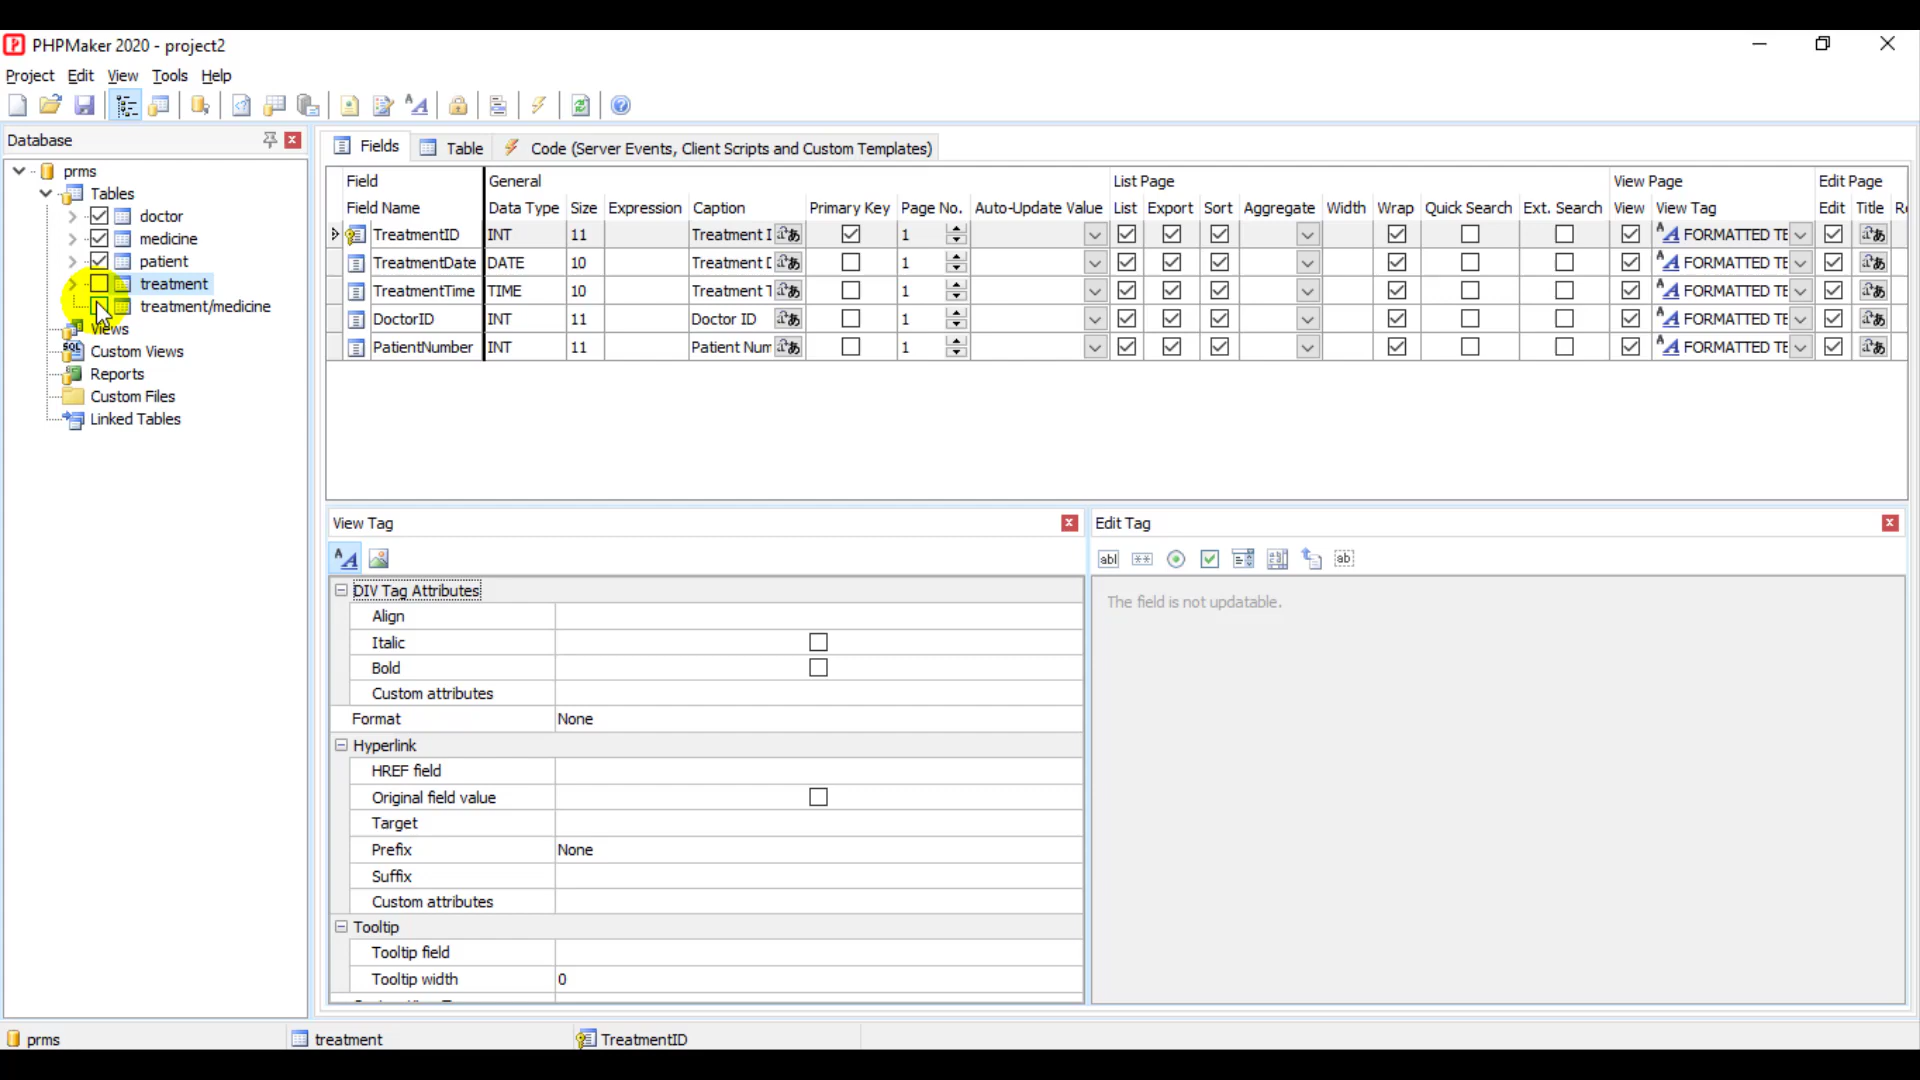 PHPMaker 2020 - project2
Project Edit View Tools Help
Database
prms
Tables
doctor
medicine
patient
treatment
treatment/medicine
Views
Custom Views
Reports
Custom Files
Linked Tables
Fields Table Code (Server Events, Client Scripts and Custom Templates)
Field General List Page View Page Edit Page
Field Name Data Type Size Expression Caption Primary Key Page No. Auto-Update Value List Export Sort Aggregate Width Wrap Quick Search Ext. Search View View Tag Edit Title Re
TreatmentID INT 11 Treatment I 1 FORMATTED TE
TreatmentDate DATE 10 Treatment D 1 FORMATTED TE
TreatmentTime TIME 10 Treatment T 1 FORMATTED TE
DoctorID INT 11 Doctor ID 1 FORMATTED TE
PatientNumber INT 11 Patient Num 1 FORMATTED TE
View Tag
DIV Tag Attributes
Align
Italic
Bold
Custom attributes
Format None
Hyperlink
HREF field
Original field value
Target
Prefix None
Suffix
Custom attributes
Tooltip
Tooltip field
Tooltip width 0
Edit Tag
The field is not updatable.
prms treatment TreatmentID